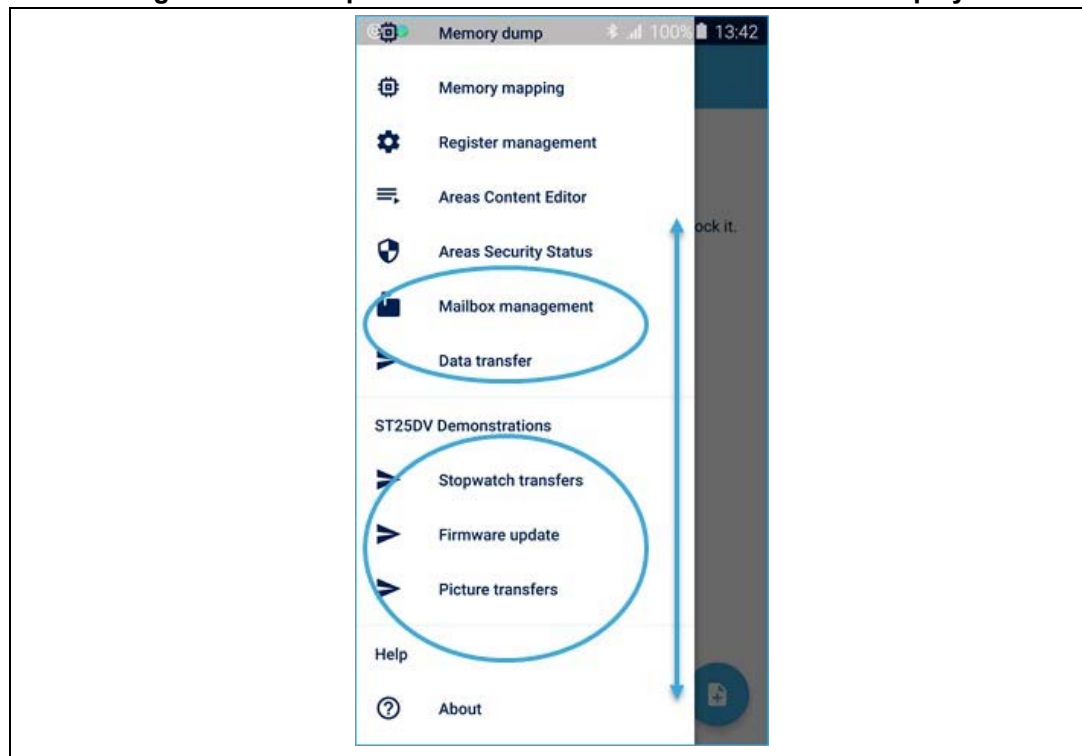 Memory dump 100% 13:42
Memory mapping
Register management
Areas Content Editor
ock it.
Areas Security Status
Mailbox management
Data transfer
ST25DV Demonstrations
Stopwatch transfers
Firmware update
Picture transfers
Help
About